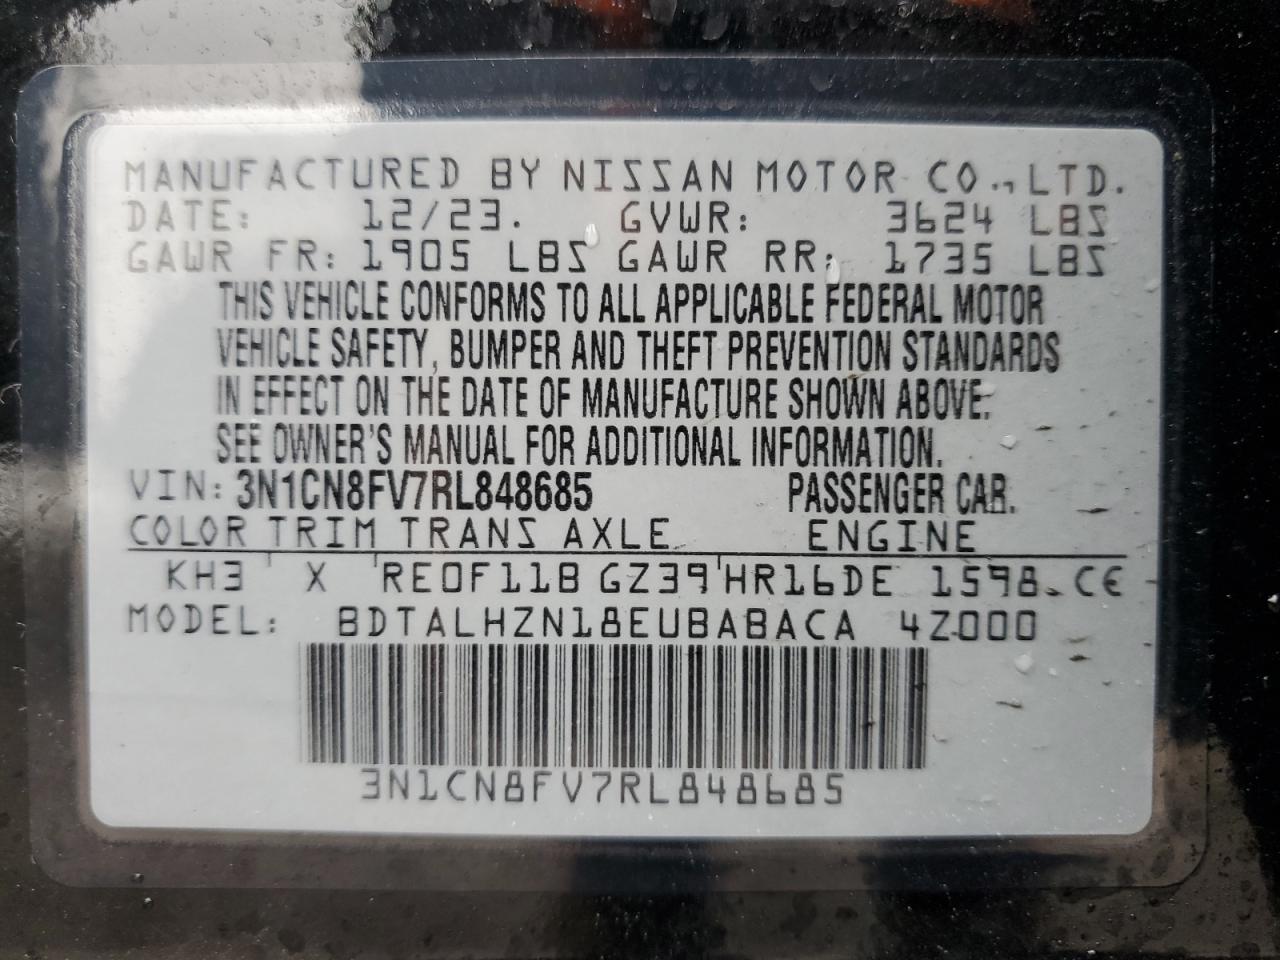 MANUFACTURED BY NISSAN MOTOR CO., LTD.
DATE: 12/23. GVWR: 3624 LBS
GAWR FR: 1905 LBS GAWR RR: 1735 LBS
THIS VEHICLE CONFORMS TO ALL APPLICABLE FEDERAL MOTOR
VEHICLE SAFETY, BUMPER AND THEFT PREVENTION STANDARDS
IN EFFECT ON THE DATE OF MANUFACTURE SHOWN ABOVE.
SEE OWNER'S MANUAL FOR ADDITIONAL INFORMATION.
VIN: 3N1CN8FV7RL848685 PASSENGER CAR.
COLOR TRIM TRANS AXLE ENGINE
KH3 X RE0F11B GZ39 HR16DE 1598 CC
MODEL: BDTALHZN18EUBABACA 4Z000
3N1CN8FV7RL848685